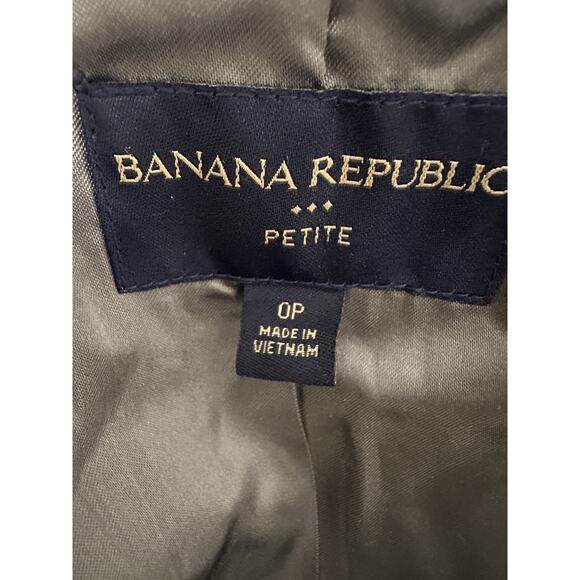 BANANA REPUBLIC
PETITE
0P
MADE IN
VIETNAM